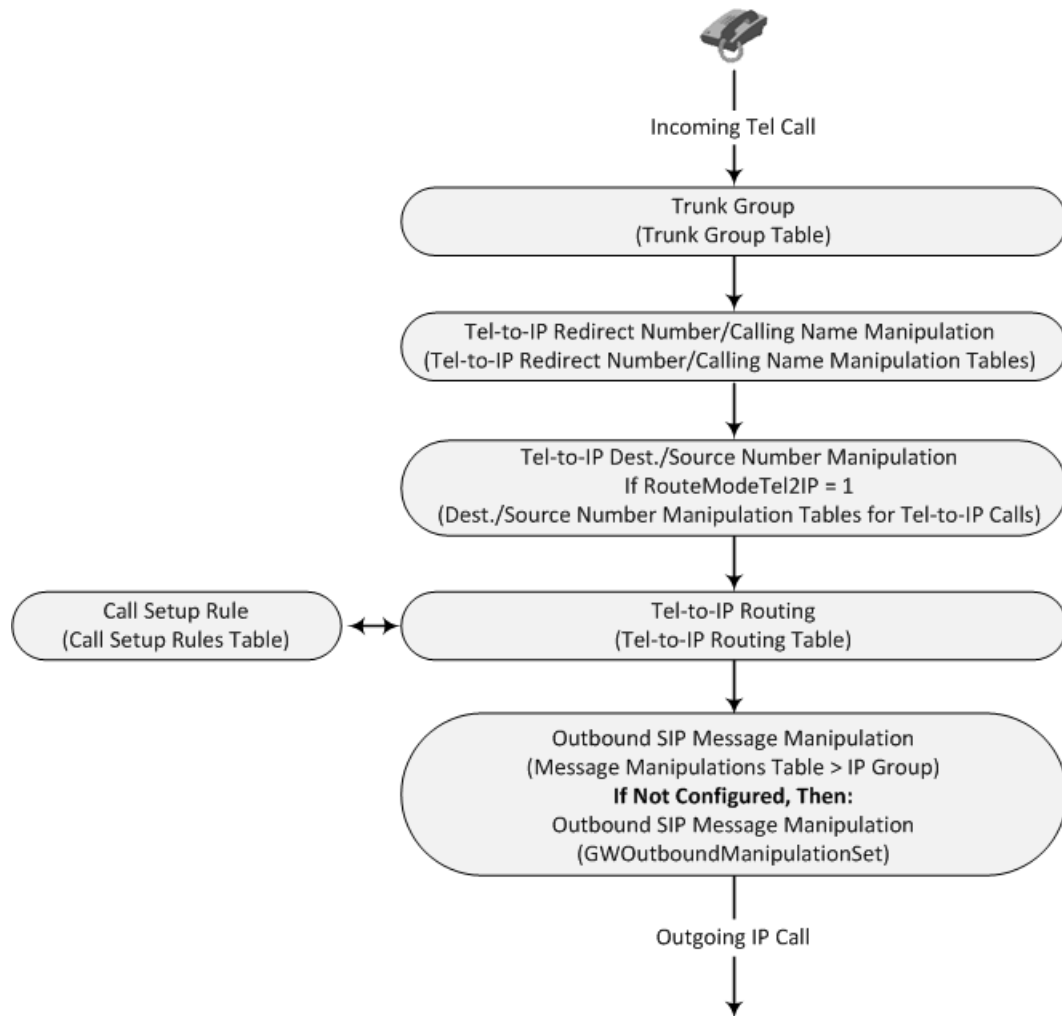 Incoming Tel Call
Trunk Group
(Trunk Group Table)
Tel-to-IP Redirect Number/Calling Name Manipulation
(Tel-to-IP Redirect Number/Calling Name Manipulation Tables)
Tel-to-IP Dest./Source Number Manipulation
If RouteModeTel2IP = 1
(Dest./Source Number Manipulation Tables for Tel-to-IP Calls)
Call Setup Rule
(Call Setup Rules Table)
Tel-to-IP Routing
(Tel-to-IP Routing Table)
Outbound SIP Message Manipulation
(Message Manipulations Table > IP Group)
If Not Configured, Then:
Outbound SIP Message Manipulation
(GWOutboundManipulationSet)
Outgoing IP Call